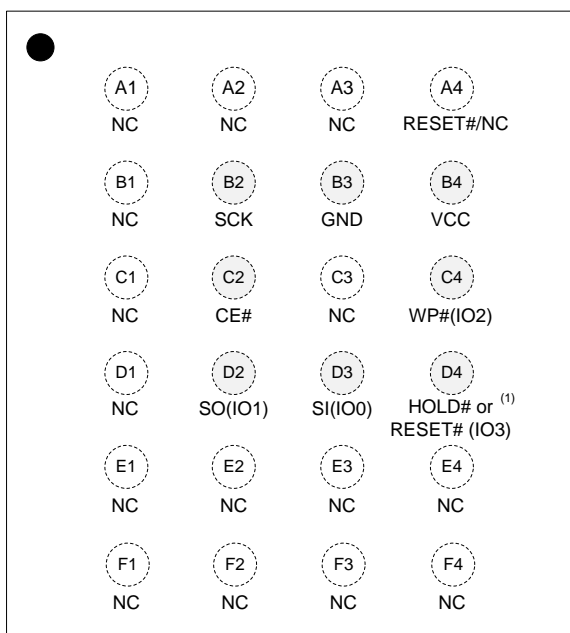 A1 A2 A3 A4
NC NC NC RESET#/NC
B1 B2 B3 B4
NC SCK GND VCC
C1 C2 C3 C4
NC CE# NC WP#(IO2)
D1 D2 D3 D4
NC SO(IO1) SI(IO0) HOLD# or (1)
RESET# (IO3)
E1 E2 E3 E4
NC NC NC NC
F1 F2 F3 F4
NC NC NC NC